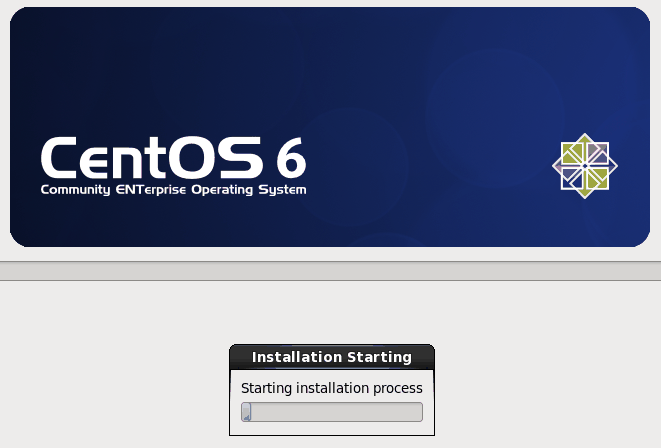 CentOS 6
Community ENTerprise Operating System
Installation Starting
Starting installation process